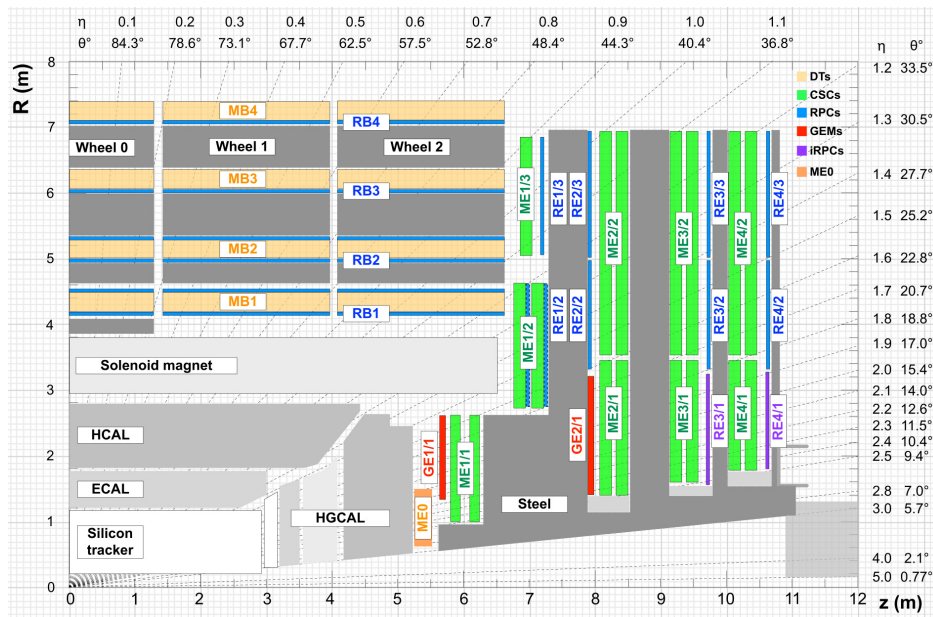 η 0.1 0.2 0.3 0.4 0.5 0.6 0.7 0.8 0.9 1.0 1.1
θ° 84.3° 78.6° 73.1° 67.7° 62.5° 57.5° 52.8° 48.4° 44.3° 40.4° 36.8° η θ°
R (m)
8
7
6
5
4
3
2
1
0
1.2 33.5°
1.3 30.5°
1.4 27.7°
1.5 25.2°
1.6 22.8°
1.7 20.7°
1.8 18.8°
1.9 17.0°
2.0 15.4°
2.1 14.0°
2.2 12.6°
2.3 11.5°
2.4 10.4°
2.5 9.4°
2.8 7.0°
3.0 5.7°
4.0 2.1°
5.0 0.77°
DTs
CSCs
RPCs
GEMs
iRPCs
ME0
MB4
RB4
Wheel 0 Wheel 1 Wheel 2
MB3
RB3
MB2
RB2
MB1
RB1
Solenoid magnet
HCAL
ECAL
Silicon
tracker
HGCAL
Steel
ME0
GE1/1
ME1/1
ME1/2
ME1/3
RE1/3
RE2/3
RE1/2
RE2/2
GE2/1
ME2/2
ME2/1
ME3/2
ME3/1
RE3/3
RE3/2
RE3/1
ME4/2
ME4/1
RE4/3
RE4/2
RE4/1
0 1 2 3 4 5 6 7 8 9 10 11 12
z (m)